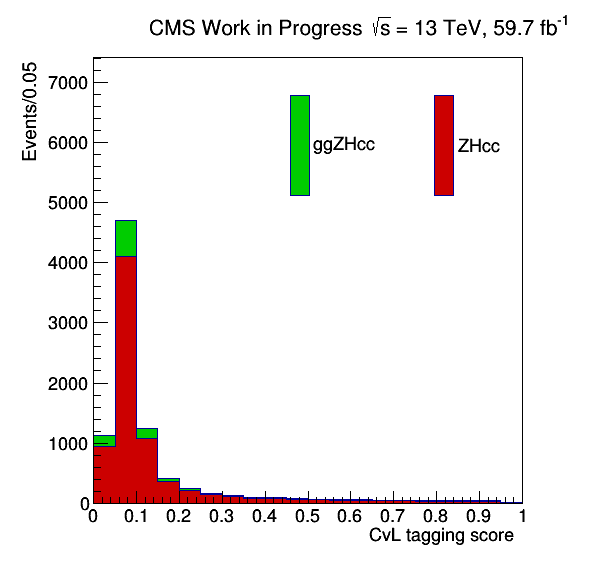 CMS Work in Progress √s = 13 TeV, 59.7 fb⁻¹
Events/0.05
7000
6000
5000
4000
3000
2000
1000
0
ggZHcc
ZHcc
0 0.1 0.2 0.3 0.4 0.5 0.6 0.7 0.8 0.9 1
CvL tagging score